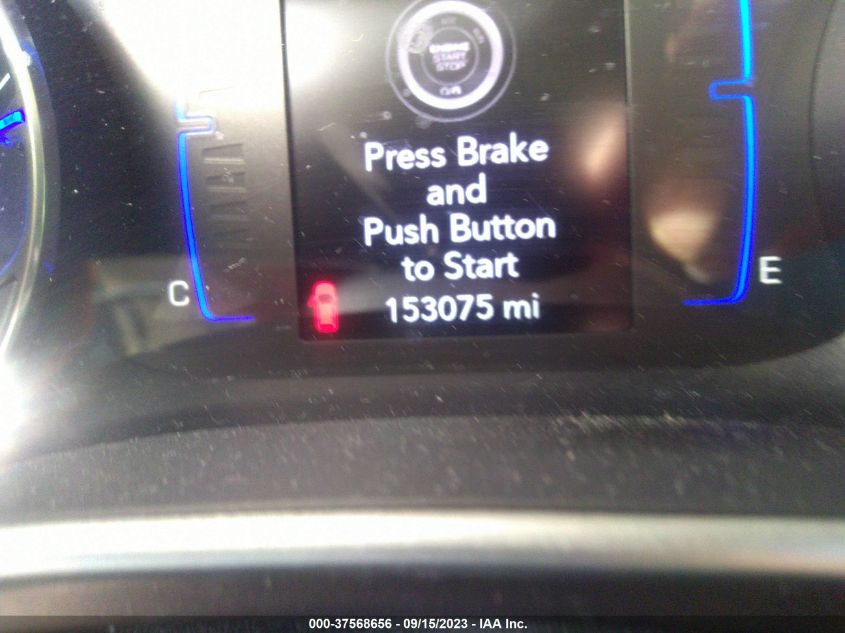 ENGINE
START
STOP
Press Brake
and
Push Button
to Start
C
E
153075 mi
000-37568656 - 09/15/2023 - IAA Inc.